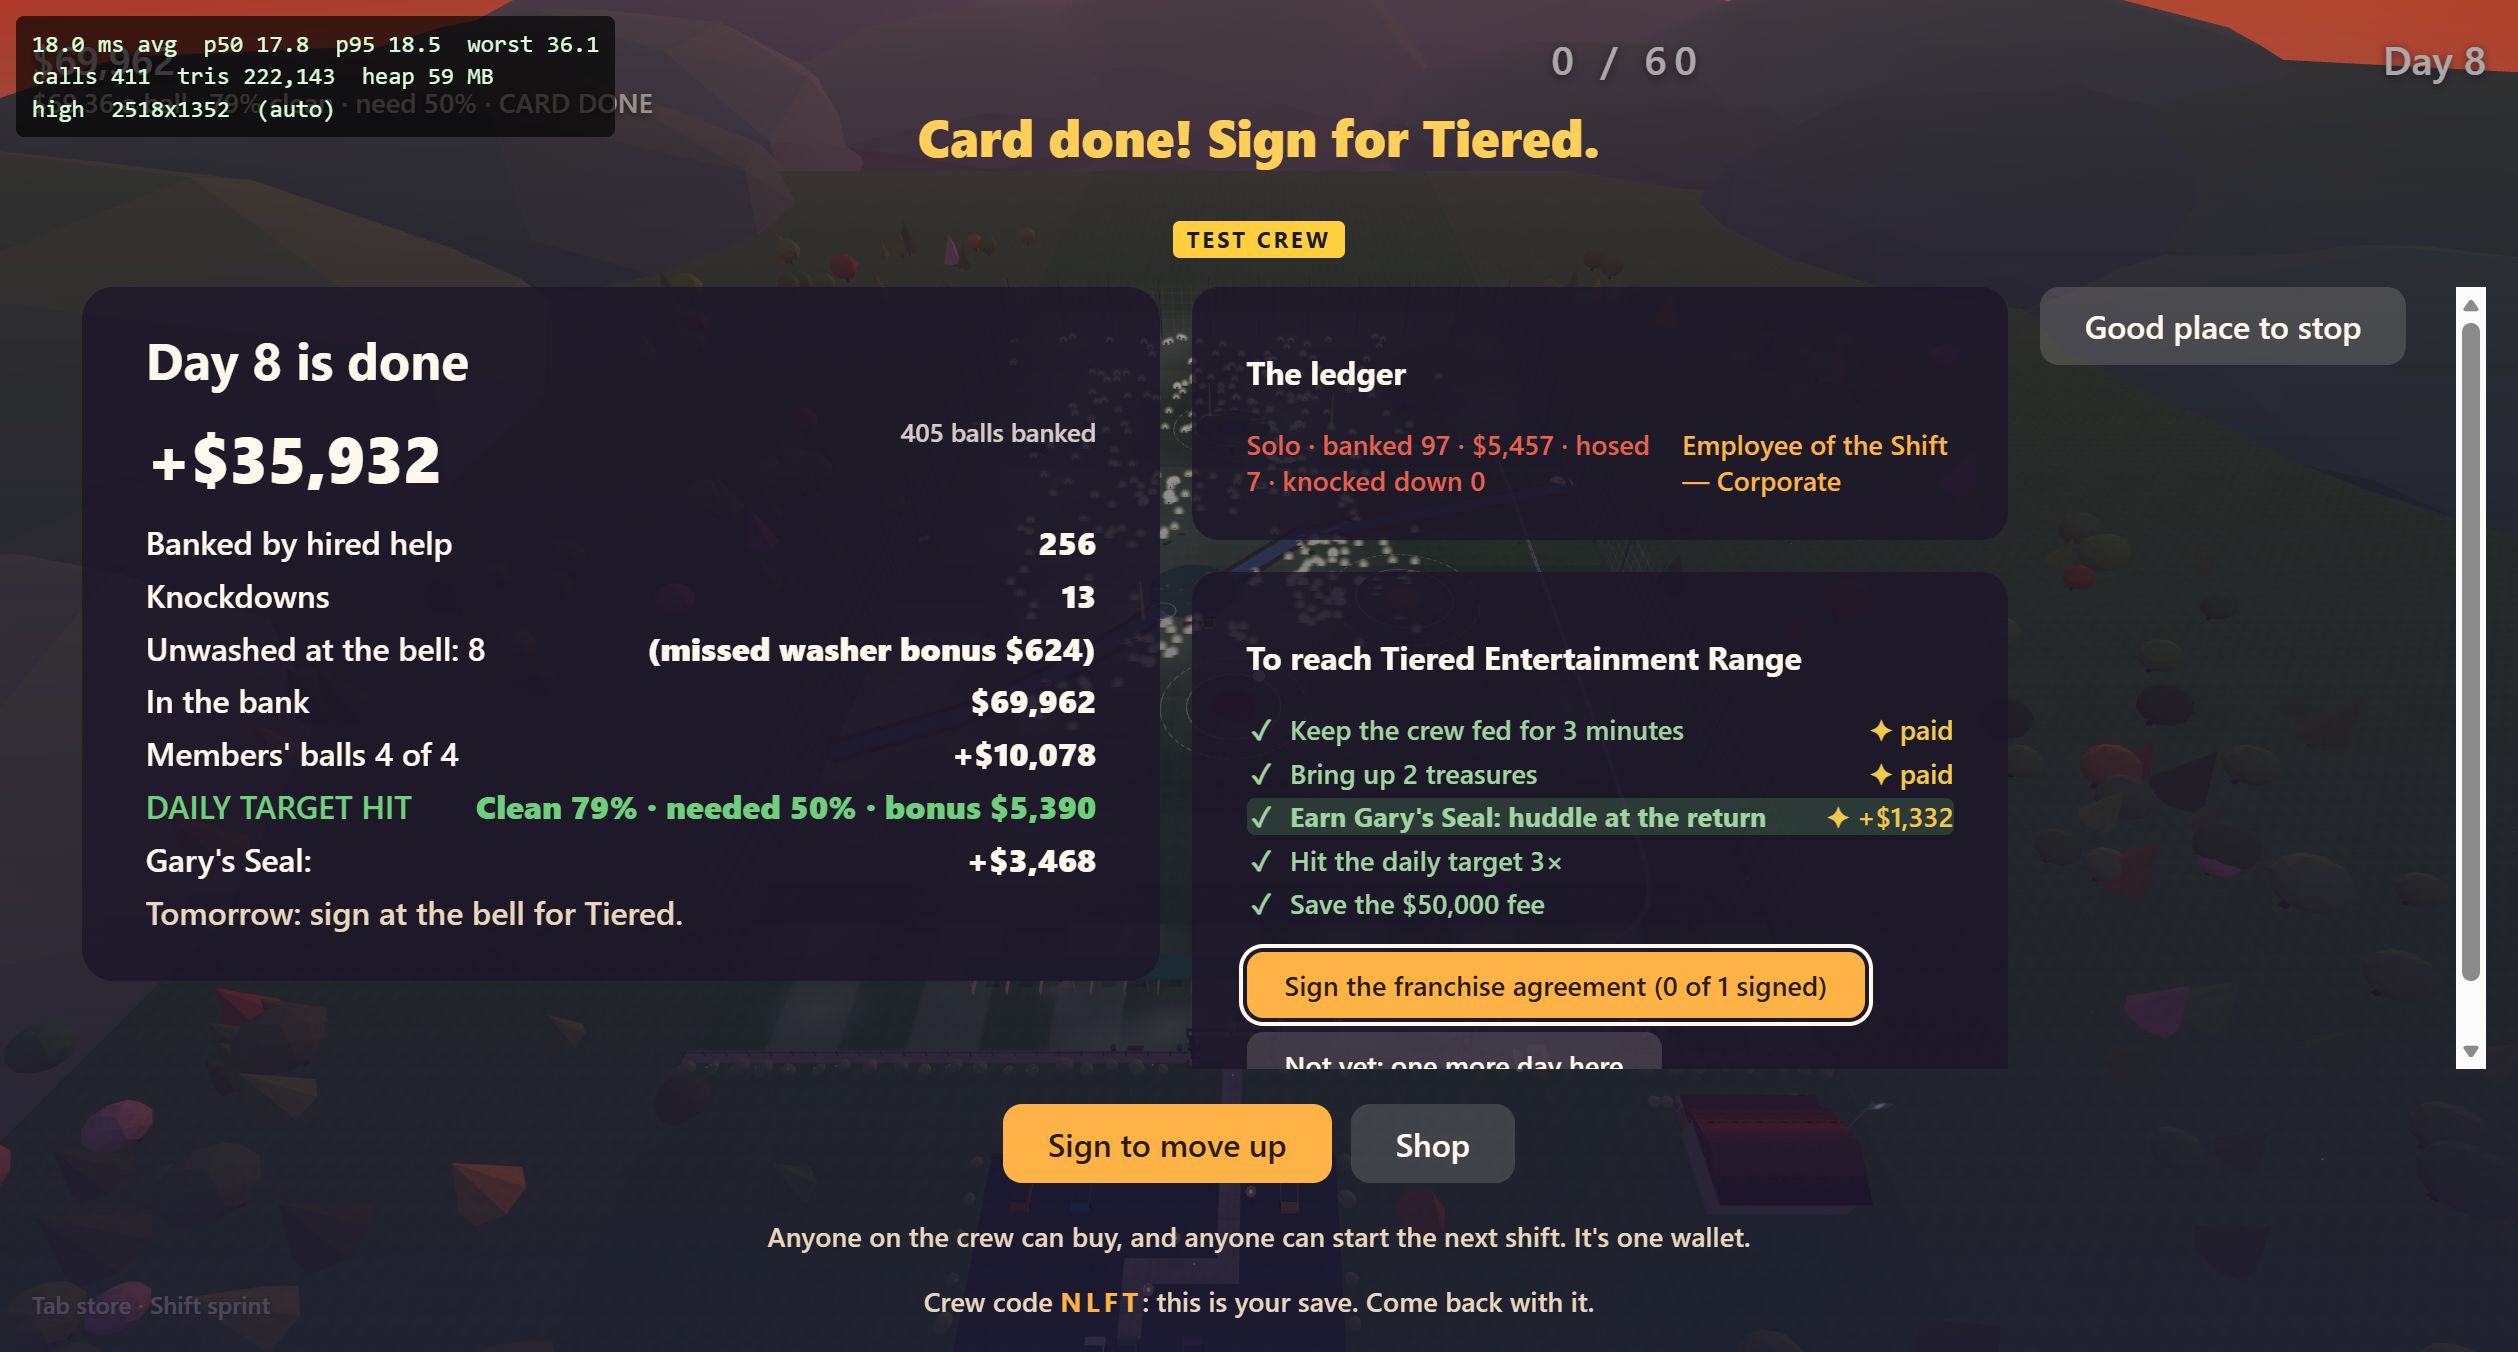 18.0 ms avg  p50 17.8  p95 18.5  worst 36.1
calls 411  tris 222,143  heap 59 MB
high  2518x1352  (auto)
$69,962
79% clean · need 50% · CARD DONE
0 / 60
Day 8
Card done! Sign for Tiered.
TEST CREW
Day 8 is done
+$35,932
405 balls banked
Banked by hired help 256
Knockdowns 13
Unwashed at the bell: 8 (missed washer bonus $624)
In the bank $69,962
Members' balls 4 of 4 +$10,078
DAILY TARGET HIT Clean 79% · needed 50% · bonus $5,390
Gary's Seal: +$3,468
Tomorrow: sign at the bell for Tiered.
The ledger
Solo · banked 97 · $5,457 · hosed
7 · knocked down 0
Employee of the Shift
— Corporate
To reach Tiered Entertainment Range
✓ Keep the crew fed for 3 minutes ✦ paid
✓ Bring up 2 treasures ✦ paid
✓ Earn Gary's Seal: huddle at the return ✦ +$1,332
✓ Hit the daily target 3×
✓ Save the $50,000 fee
Sign the franchise agreement (0 of 1 signed)
Not yet: one more day here
Good place to stop
Sign to move up
Shop
Anyone on the crew can buy, and anyone can start the next shift. It's one wallet.
Crew code NLFT: this is your save. Come back with it.
Tab store · Shift sprint